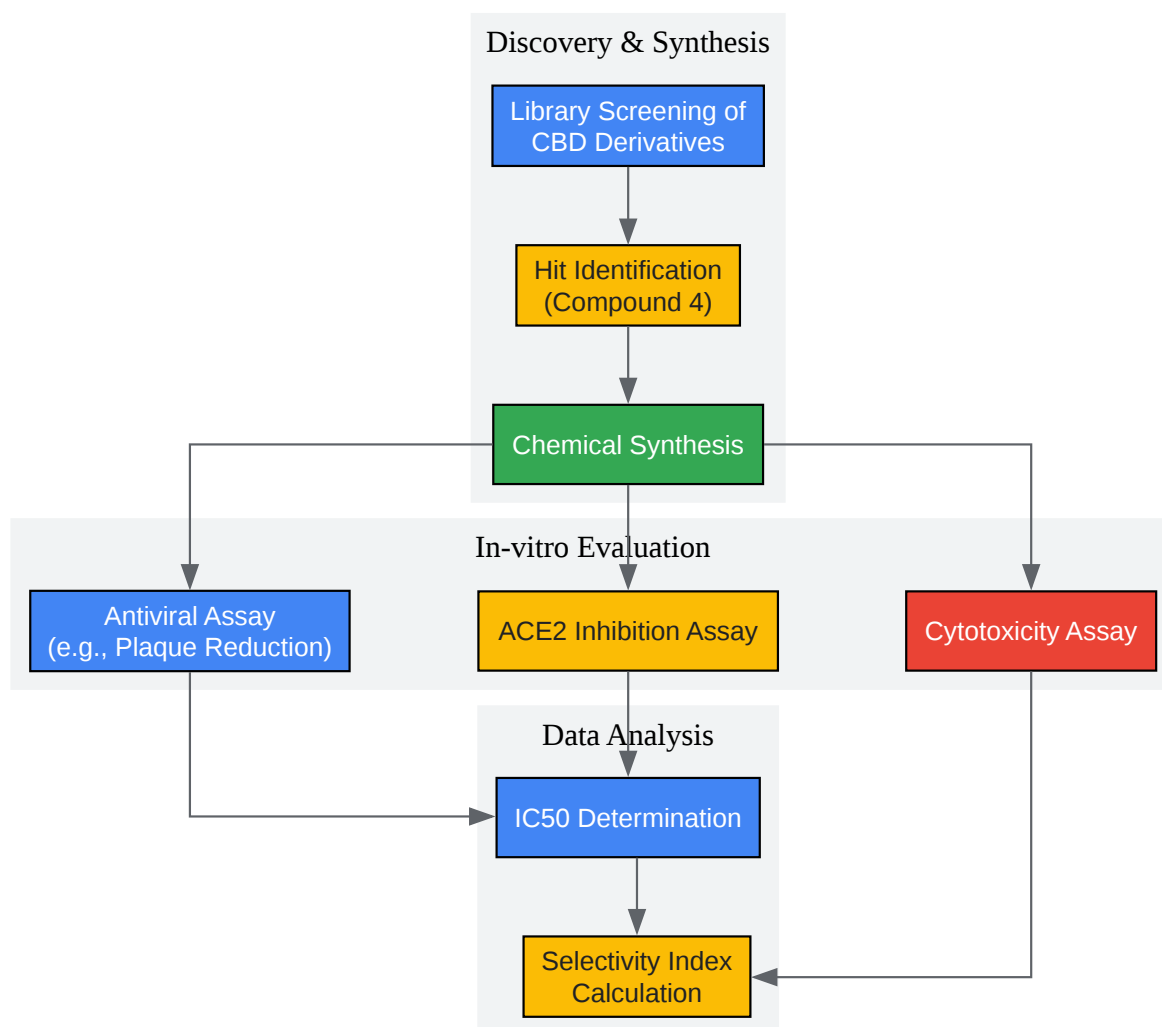 Discovery & Synthesis
Library Screening of
CBD Derivatives
Hit Identification
(Compound 4)
Chemical Synthesis
In-vitro Evaluation
Antiviral Assay
(e.g., Plaque Reduction)
ACE2 Inhibition Assay
Cytotoxicity Assay
Data Analysis
IC50 Determination
Selectivity Index
Calculation